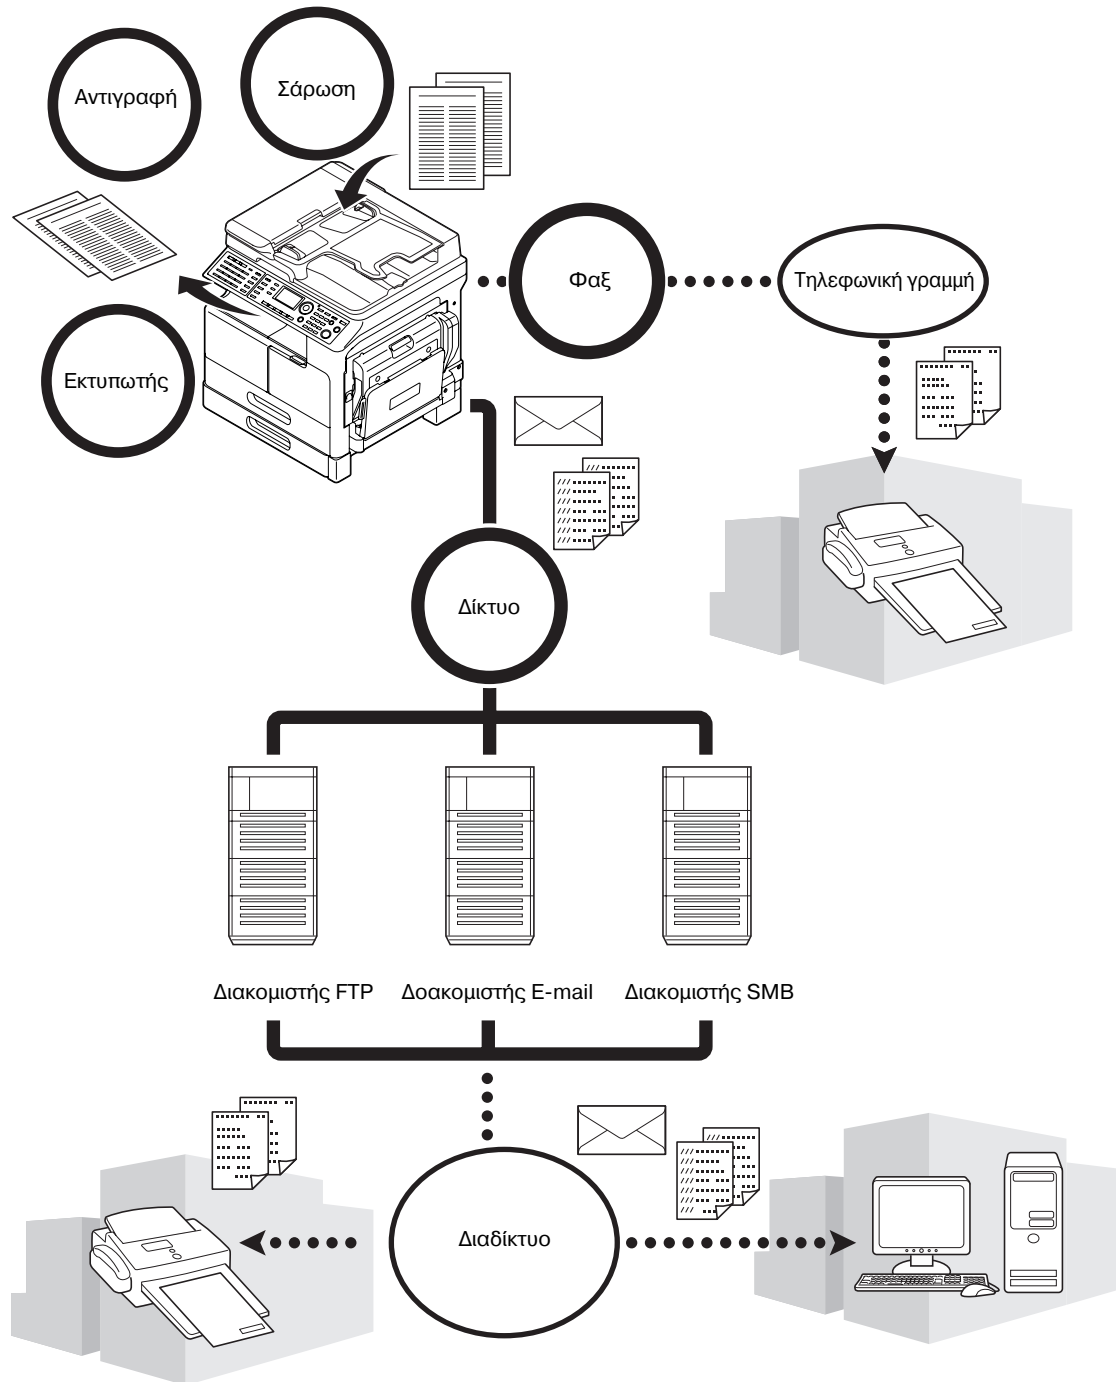 Σάρωση
Αντιγραφή
Φαξ
Τηλεφωνική γραμμή
Εκτυπωτής
Δίκτυο
Διακομιστής FTP
Δοακομιστής E-mail
Διακομιστής SMB
Διαδίκτυο